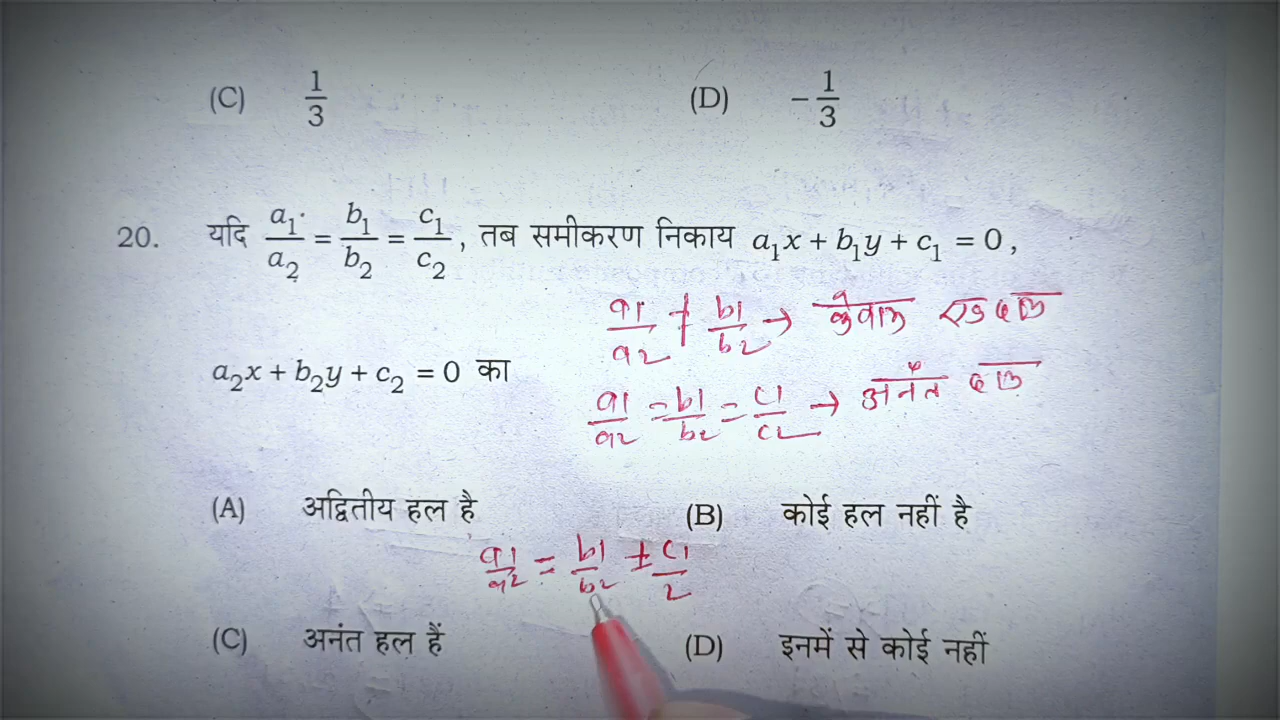 (C) 1/3 (D) -1/3
20. यदि a₁/a₂ = b₁/b₂ = c₁/c₂, तब समीकरण निकाय a₁x + b₁y + c₁ = 0,
a1/a2 ≠ b1/b2 → केवल एक हल
a₂x + b₂y + c₂ = 0 का
a1/a2 = b1/b2 = c1/c2 → अनंत हल
(A) अद्वितीय हल है (B) कोई हल नहीं है
a1/a2 = b1/b2 ≠ c1/2
(C) अनंत हल हैं (D) इनमें से कोई नहीं